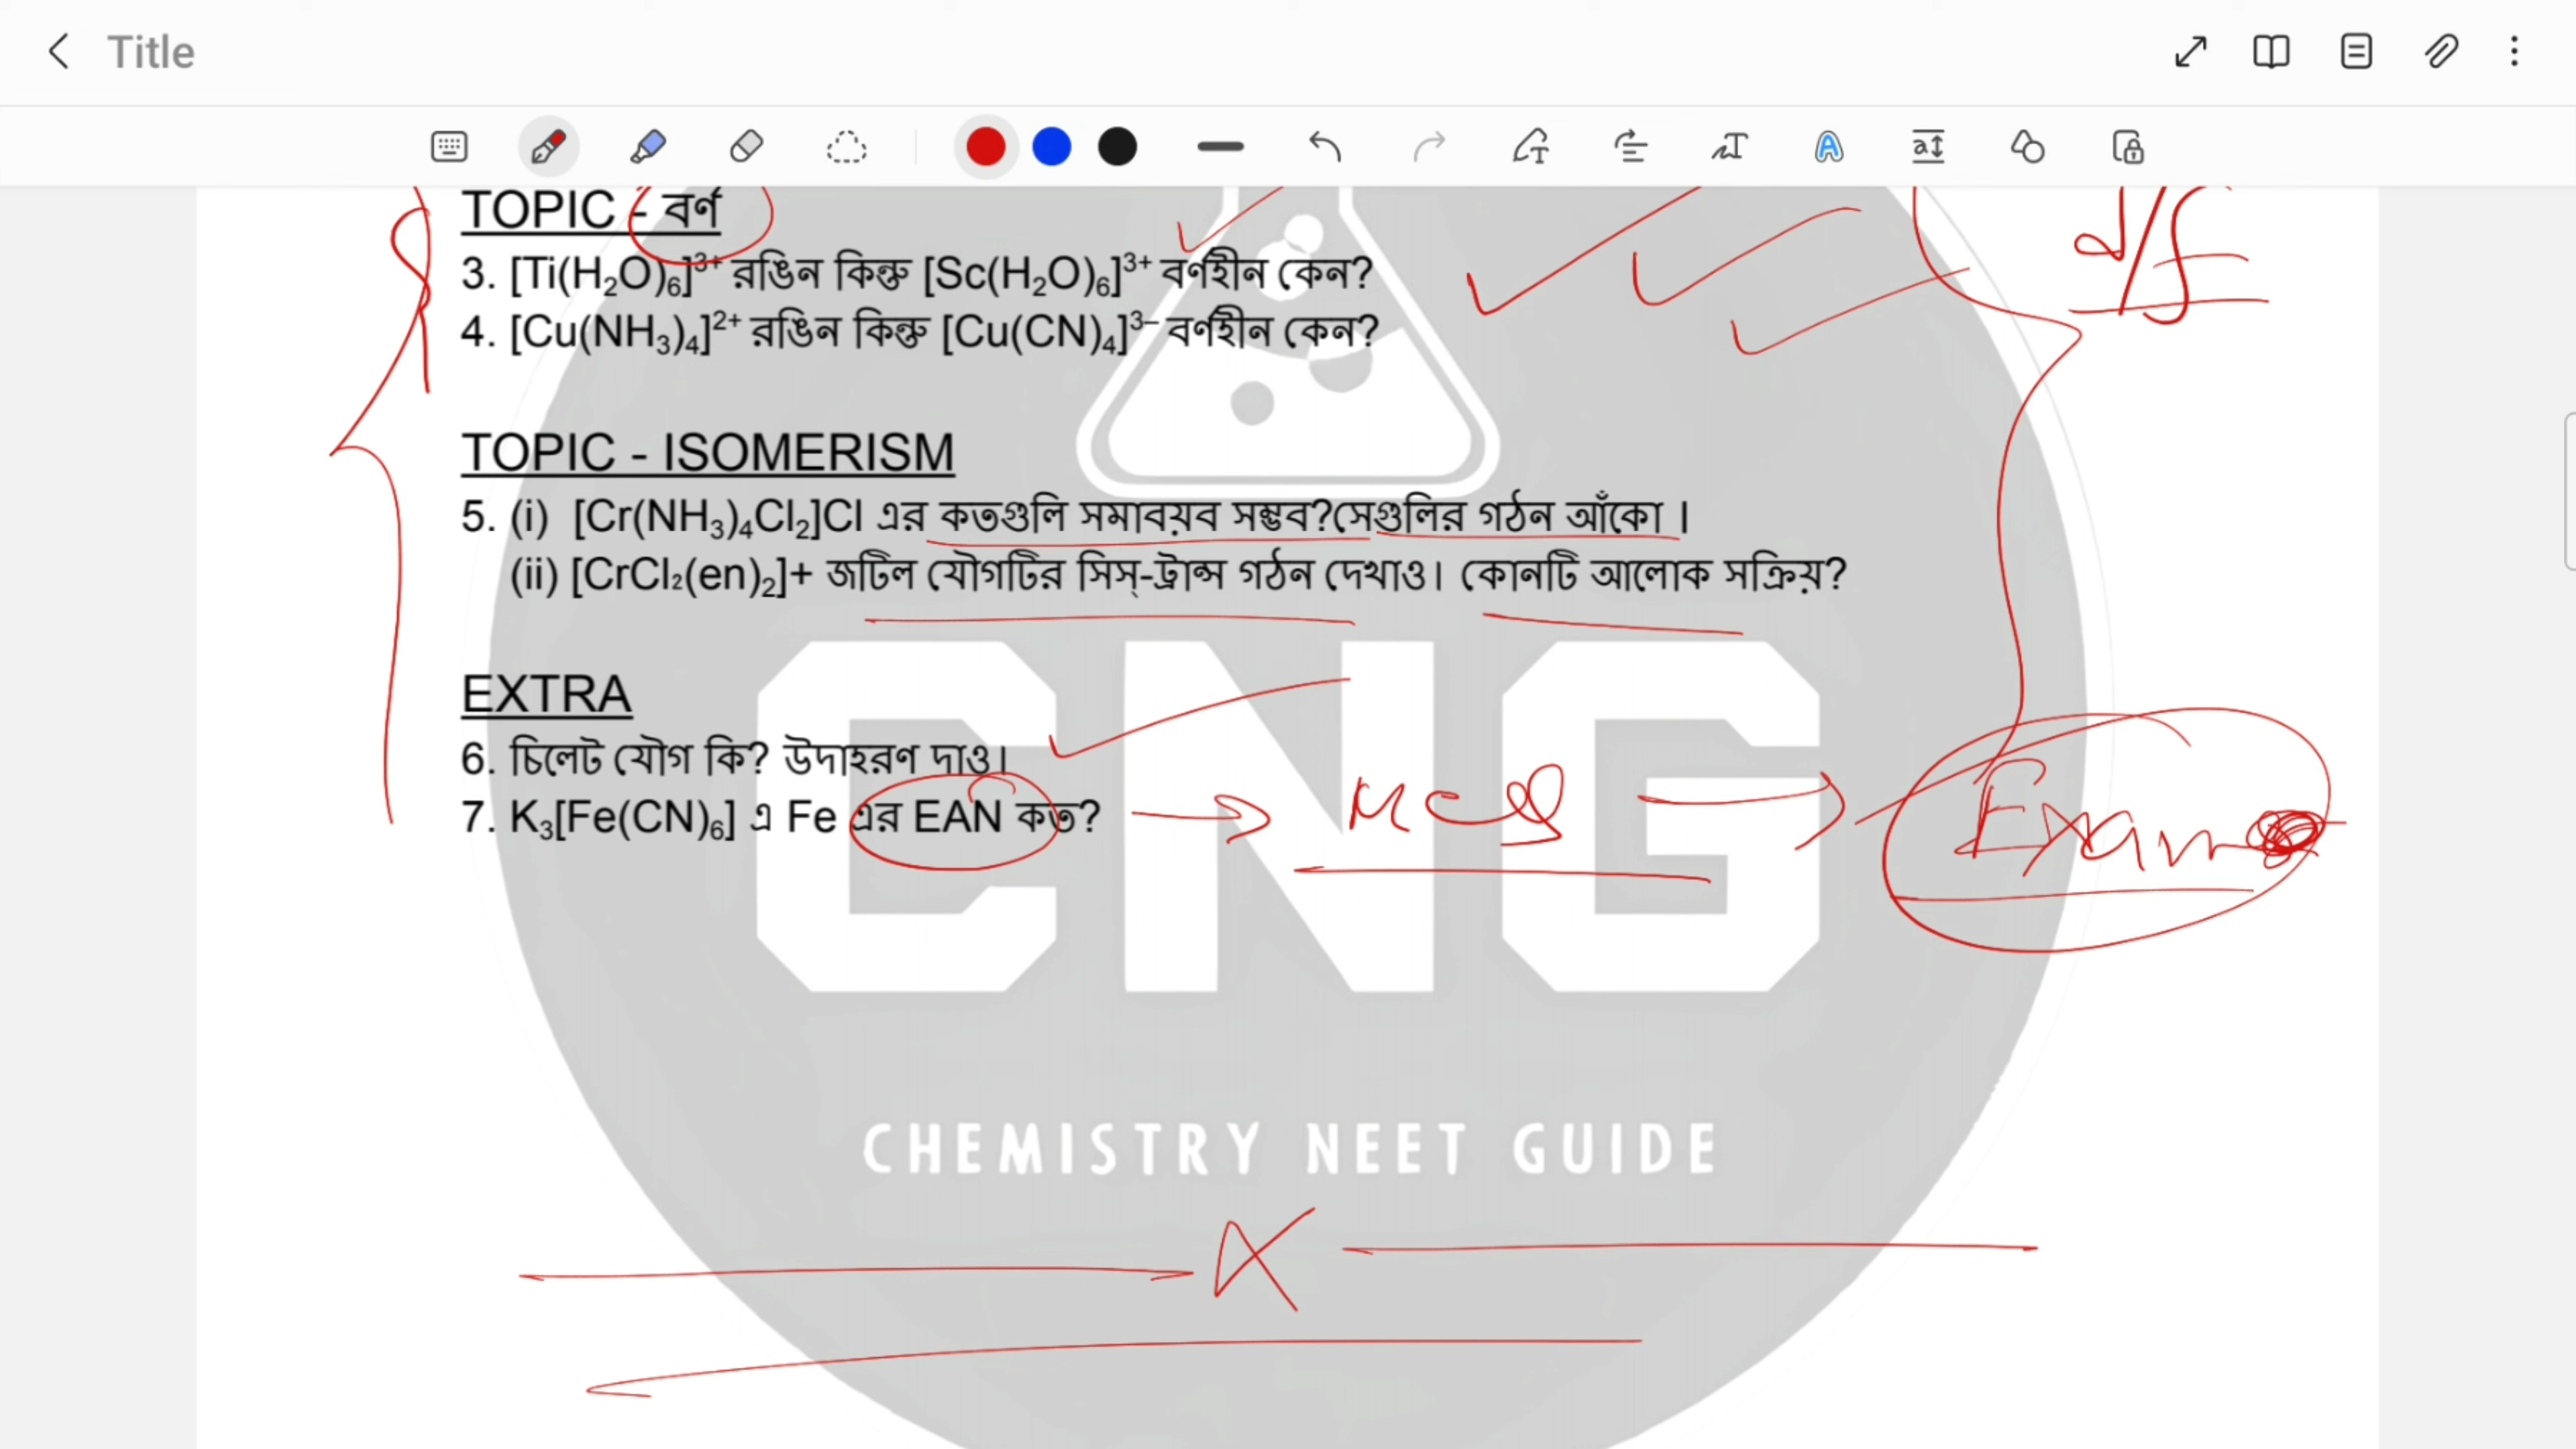 Title
TOPIC - বর্ণ
d/f
3. [Ti(H₂O)₆]³⁺ রঙিন কিন্তু [Sc(H₂O)₆]³⁺ বর্ণহীন কেন?
4. [Cu(NH₃)₄]²⁺ রঙিন কিন্তু [Cu(CN)₄]³⁻ বর্ণহীন কেন?
TOPIC - ISOMERISM
5. (i) [Cr(NH₃)₄Cl₂]Cl এর কতগুলি সমাবয়ব সম্ভব?সেগুলির গঠন আঁকো ।
(ii) [CrCl₂(en)₂]+ জটিল যৌগটির সিস্-ট্রান্স গঠন দেখাও। কোনটি আলোক সক্রিয়?
EXTRA
6. চিলেট যৌগ কি? উদাহরণ দাও।
7. K₃[Fe(CN)₆] এ Fe এর EAN কত? → MCQ → Exam
CNG
CHEMISTRY NEET GUIDE